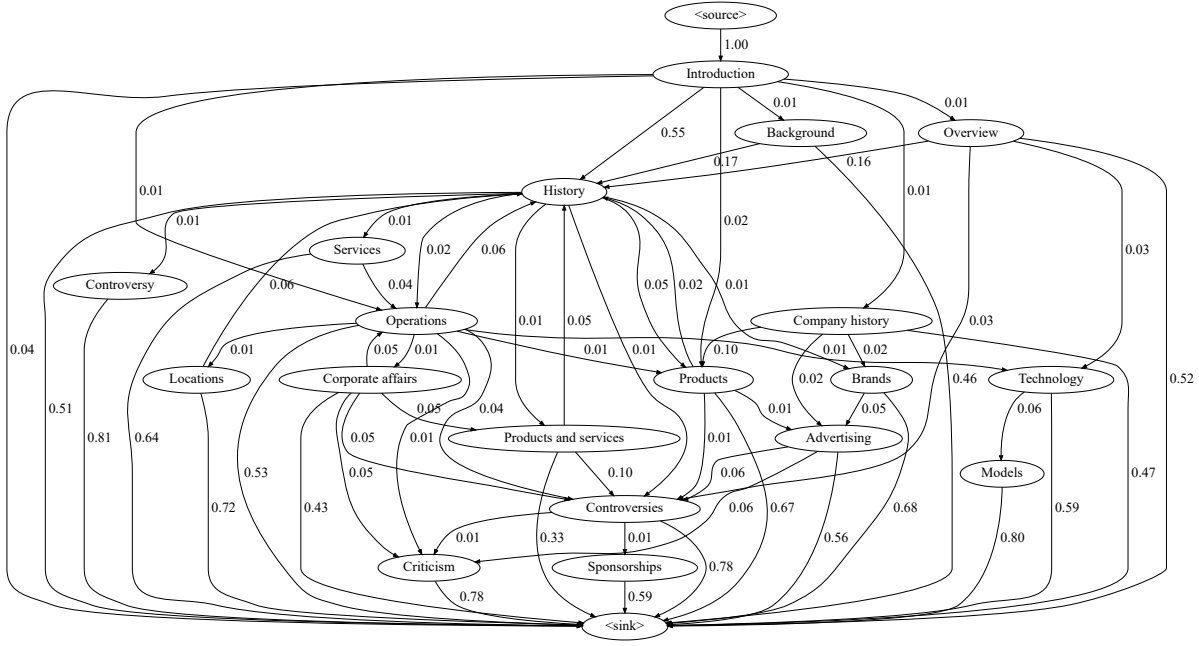 <source>
1.00
Introduction
0.01 0.01
Background Overview
0.55
0.17 0.16
History
0.01 0.01
0.01 0.01 0.02
Services 0.02 0.06 0.03
Controversy 0.06 0.04 0.05 0.02 0.01
Operations Company history
0.04 0.01 0.05 0.01 0.01 0.05 0.01 0.01 0.10 0.01 0.02 0.03
Locations Corporate affairs Products Brands Technology
0.02 0.46 0.52
0.51 0.05 0.04 0.01 0.05 0.06
0.81 0.64 0.05 0.01 Products and services 0.01 Advertising
0.53 0.05 0.10 0.06 Models 0.47
0.72 0.43 Controversies 0.06 0.67 0.68 0.59
0.01 0.33 0.01 0.56 0.80
Criticism Sponsorships 0.78
0.78 0.59
<sink>